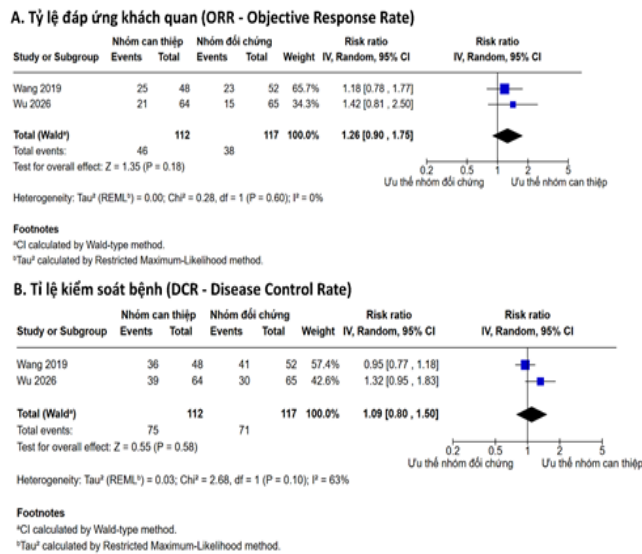 A. Tỷ lệ đáp ứng khách quan (ORR - Objective Response Rate)
Nhóm can thiệp Nhóm đối chứng Risk ratio Risk ratio
Study or Subgroup Events Total Events Total Weight IV, Random, 95% CI IV, Random, 95% CI
Wang 2019 25 48 23 52 65.7% 1.18 [0.78 , 1.77]
Wu 2026 21 64 15 65 34.3% 1.42 [0.81 , 2.50]
Total (Waldᵃ) 112 117 100.0% 1.26 [0.90 , 1.75]
Total events: 46 38
Test for overall effect: Z = 1.35 (P = 0.18)
0.2 0.5 1 2 5
Ưu thế nhóm đối chứng Ưu thế nhóm can thiệp
Heterogeneity: Tau² (REMLᵇ) = 0.00; Chi² = 0.28, df = 1 (P = 0.60); I² = 0%
Footnotes
ᵃCI calculated by Wald-type method.
ᵇTau² calculated by Restricted Maximum-Likelihood method.
B. Tỉ lệ kiểm soát bệnh (DCR - Disease Control Rate)
Nhóm can thiệp Nhóm đối chứng Risk ratio Risk ratio
Study or Subgroup Events Total Events Total Weight IV, Random, 95% CI IV, Random, 95% CI
Wang 2019 36 48 41 52 57.4% 0.95 [0.77 , 1.18]
Wu 2026 39 64 30 65 42.6% 1.32 [0.95 , 1.83]
Total (Waldᵃ) 112 117 100.0% 1.09 [0.80 , 1.50]
Total events: 75 71
Test for overall effect: Z = 0.55 (P = 0.58)
0.2 0.5 1 2 5
Ưu thế nhóm đối chứng Ưu thế nhóm can thiệp
Heterogeneity: Tau² (REMLᵇ) = 0.03; Chi² = 2.68, df = 1 (P = 0.10); I² = 63%
Footnotes
ᵃCI calculated by Wald-type method.
ᵇTau² calculated by Restricted Maximum-Likelihood method.